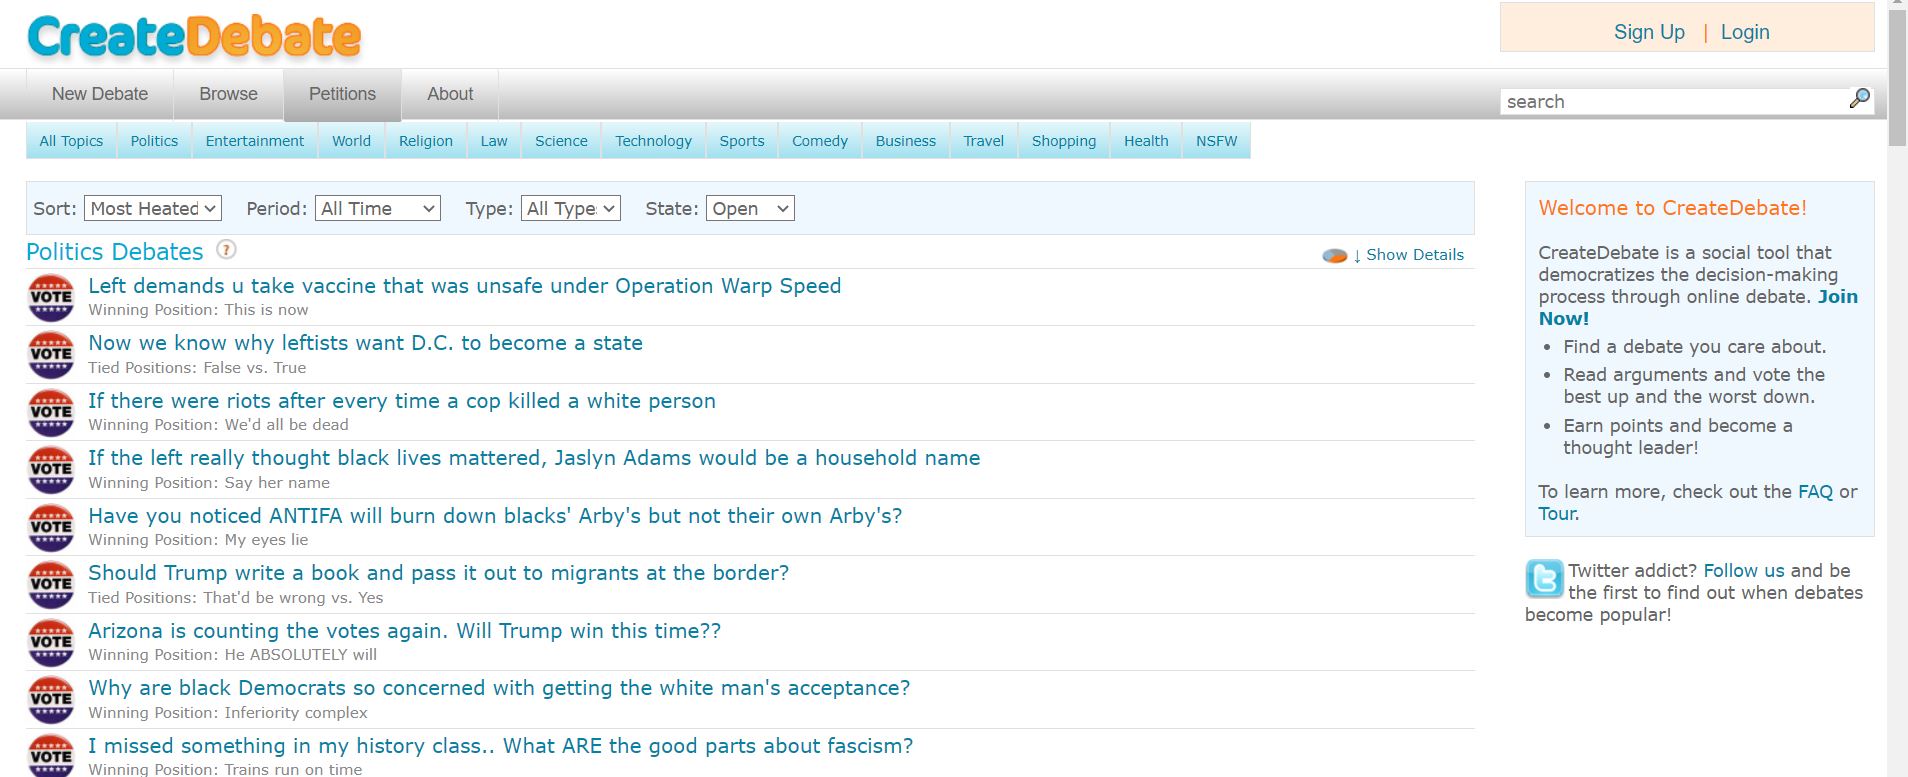 CreateDebate
Sign Up | Login
New Debate Browse Petitions About
search
All Topics Politics Entertainment World Religion Law Science Technology Sports Comedy Business Travel Shopping Health NSFW
Sort: Most Heated Period: All Time Type: All Type State: Open
Politics Debates ?
↓ Show Details
VOTE
Left demands u take vaccine that was unsafe under Operation Warp Speed
Winning Position: This is now
VOTE
Now we know why leftists want D.C. to become a state
Tied Positions: False vs. True
VOTE
If there were riots after every time a cop killed a white person
Winning Position: We'd all be dead
VOTE
If the left really thought black lives mattered, Jaslyn Adams would be a household name
Winning Position: Say her name
VOTE
Have you noticed ANTIFA will burn down blacks' Arby's but not their own Arby's?
Winning Position: My eyes lie
VOTE
Should Trump write a book and pass it out to migrants at the border?
Tied Positions: That'd be wrong vs. Yes
VOTE
Arizona is counting the votes again. Will Trump win this time??
Winning Position: He ABSOLUTELY will
VOTE
Why are black Democrats so concerned with getting the white man's acceptance?
Winning Position: Inferiority complex
VOTE
I missed something in my history class.. What ARE the good parts about fascism?
Winning Position: Trains run on time
Welcome to CreateDebate!
CreateDebate is a social tool that
democratizes the decision-making
process through online debate. Join
Now!
• Find a debate you care about.
• Read arguments and vote the
best up and the worst down.
• Earn points and become a
thought leader!
To learn more, check out the FAQ or
Tour.
Twitter addict? Follow us and be
the first to find out when debates
become popular!